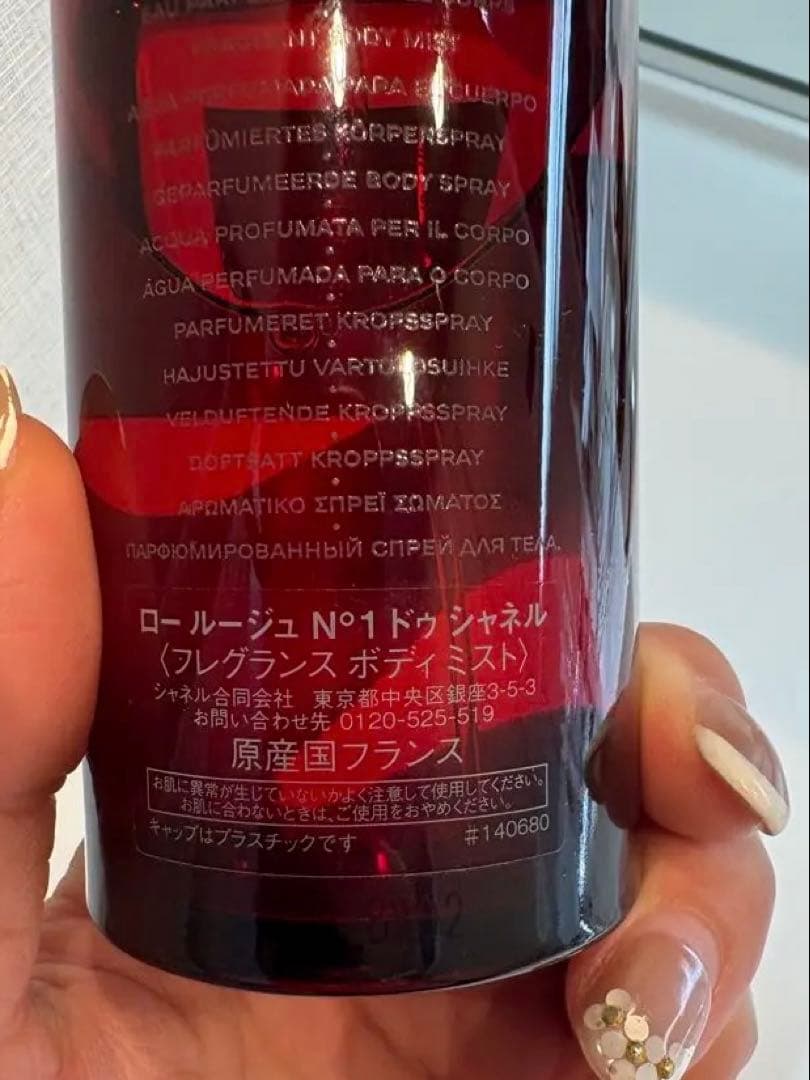 FRAGRANT BODY MIST
AGUA PERFUMADA PARA EL CUERPO
PARFÜMIERTES KÖRPERSPRAY
GEPARFUMEERDE BODY SPRAY
ACQUA PROFUMATA PER IL CORPO
ÁGUA PERFUMADA PARA O CORPO
PARFUMERET KROPSSPRAY
HAJUSTETTU VARTALOSUIHKE
VELDUFTENDE KROPPSSPRAY
DOFTSATT KROPPSSPRAY
ΑΡΩΜΑΤΙΚΟ ΣΠΡΕΪ ΣΩΜΑΤΟΣ
ПАРФЮМИРОВАННЫЙ СПРЕЙ ДЛЯ ТЕЛА.
ロー ルージュ N°1 ドゥ シャネル
〈フレグランス ボディ ミスト〉
シャネル合同会社 東京都中央区銀座3-5-3
お問い合わせ先 0120-525-519
原産国フランス
お肌に異常が生じていないかよく注意して使用してください。
お肌に合わないときは、ご使用をおやめください。
キャップはプラスチックです #140680